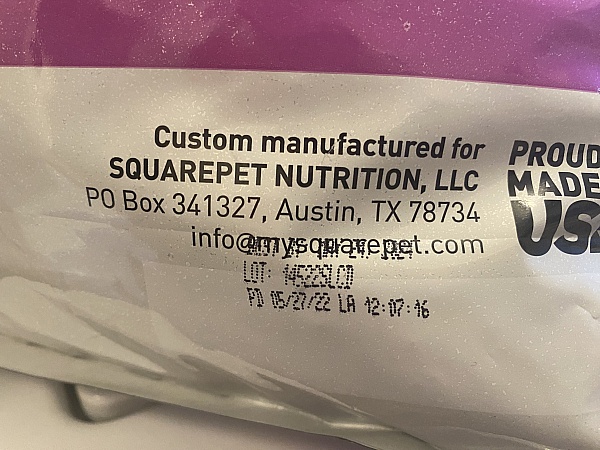 Custom manufactured for
SQUAREPET NUTRITION, LLC
PO Box 341327, Austin, TX 78734
info@mysquarepet.com
PROUD
MADE
US
LOT:
PD 05/27/22 LA 12:07:16